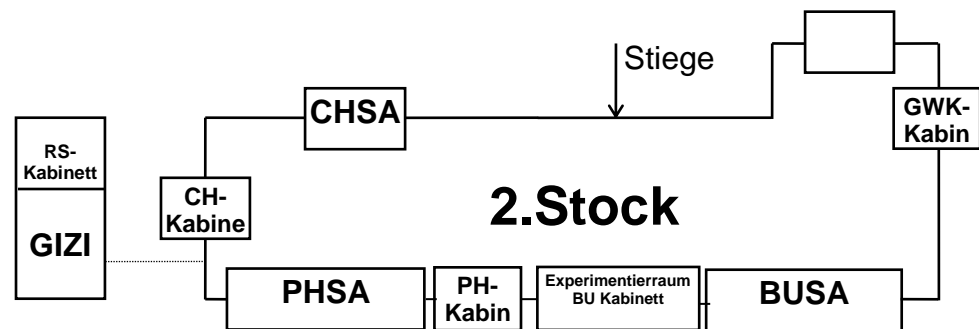 Stiege
CHSA
GWK-
Kabin
RS-
Kabinett
CH-
Kabine
2.Stock
GIZI
PHSA
PH-
Kabin
Experimentierraum
BU Kabinett
BUSA